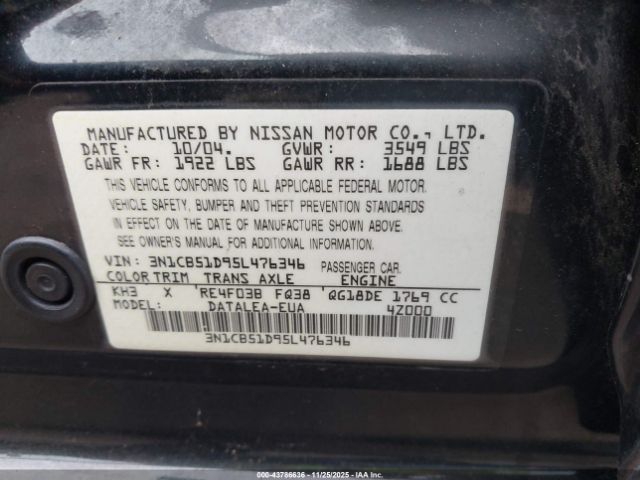 MANUFACTURED BY NISSAN MOTOR CO., LTD.
DATE: 10/04. GVWR: 3549 LBS
GAWR FR: 1922 LBS GAWR RR: 1688 LBS
THIS VEHICLE CONFORMS TO ALL APPLICABLE FEDERAL MOTOR.
VEHICLE SAFETY, BUMPER AND THEFT PREVENTION STANDARDS
IN EFFECT ON THE DATE OF MANUFACTURE SHOWN ABOVE.
SEE OWNER'S MANUAL FOR ADDITIONAL INFORMATION.
VIN: 3N1CB51D95L476346 PASSENGER CAR.
COLOR TRIM TRANS AXLE ENGINE
KH3 X RE4F03B FQ38 QG18DE 1769 CC
MODEL: DATALEA-EUA 4Z000
3N1CB51D95L476346
000-43786636 - 11/25/2025 - IAAI.COM